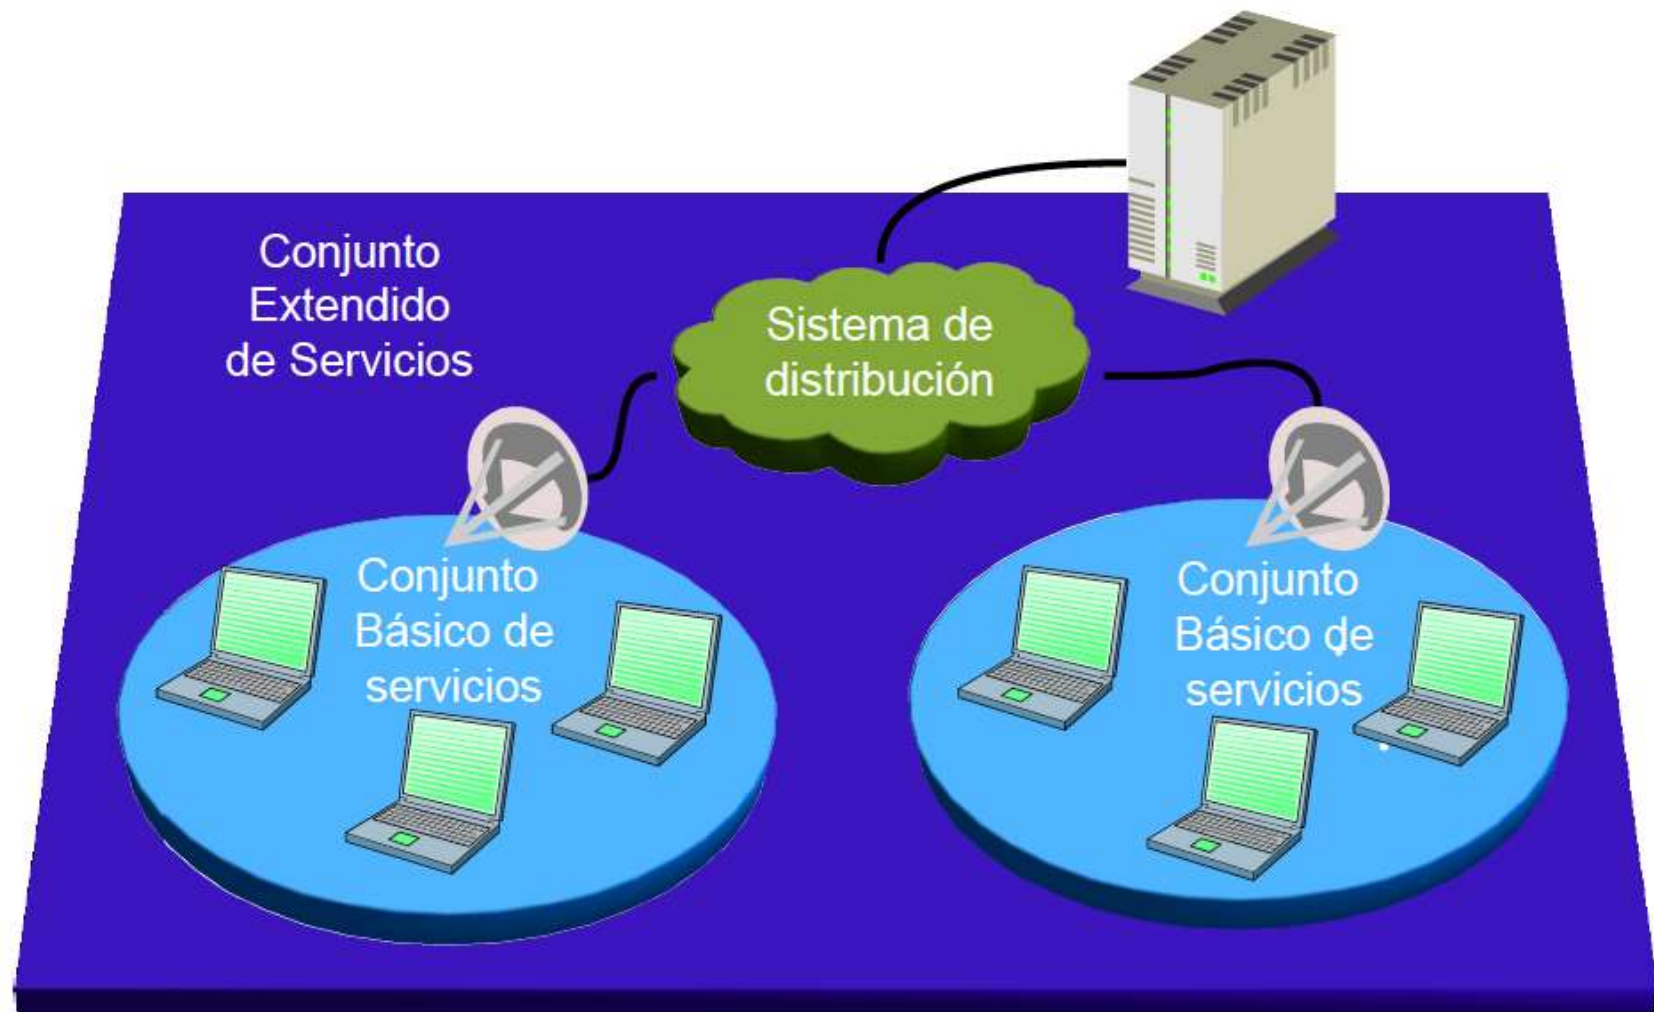 Conjunto
Extendido
de Servicios
Sistema de
distribución
Conjunto
Básico de
servicios
Conjunto
Básico de
servicios